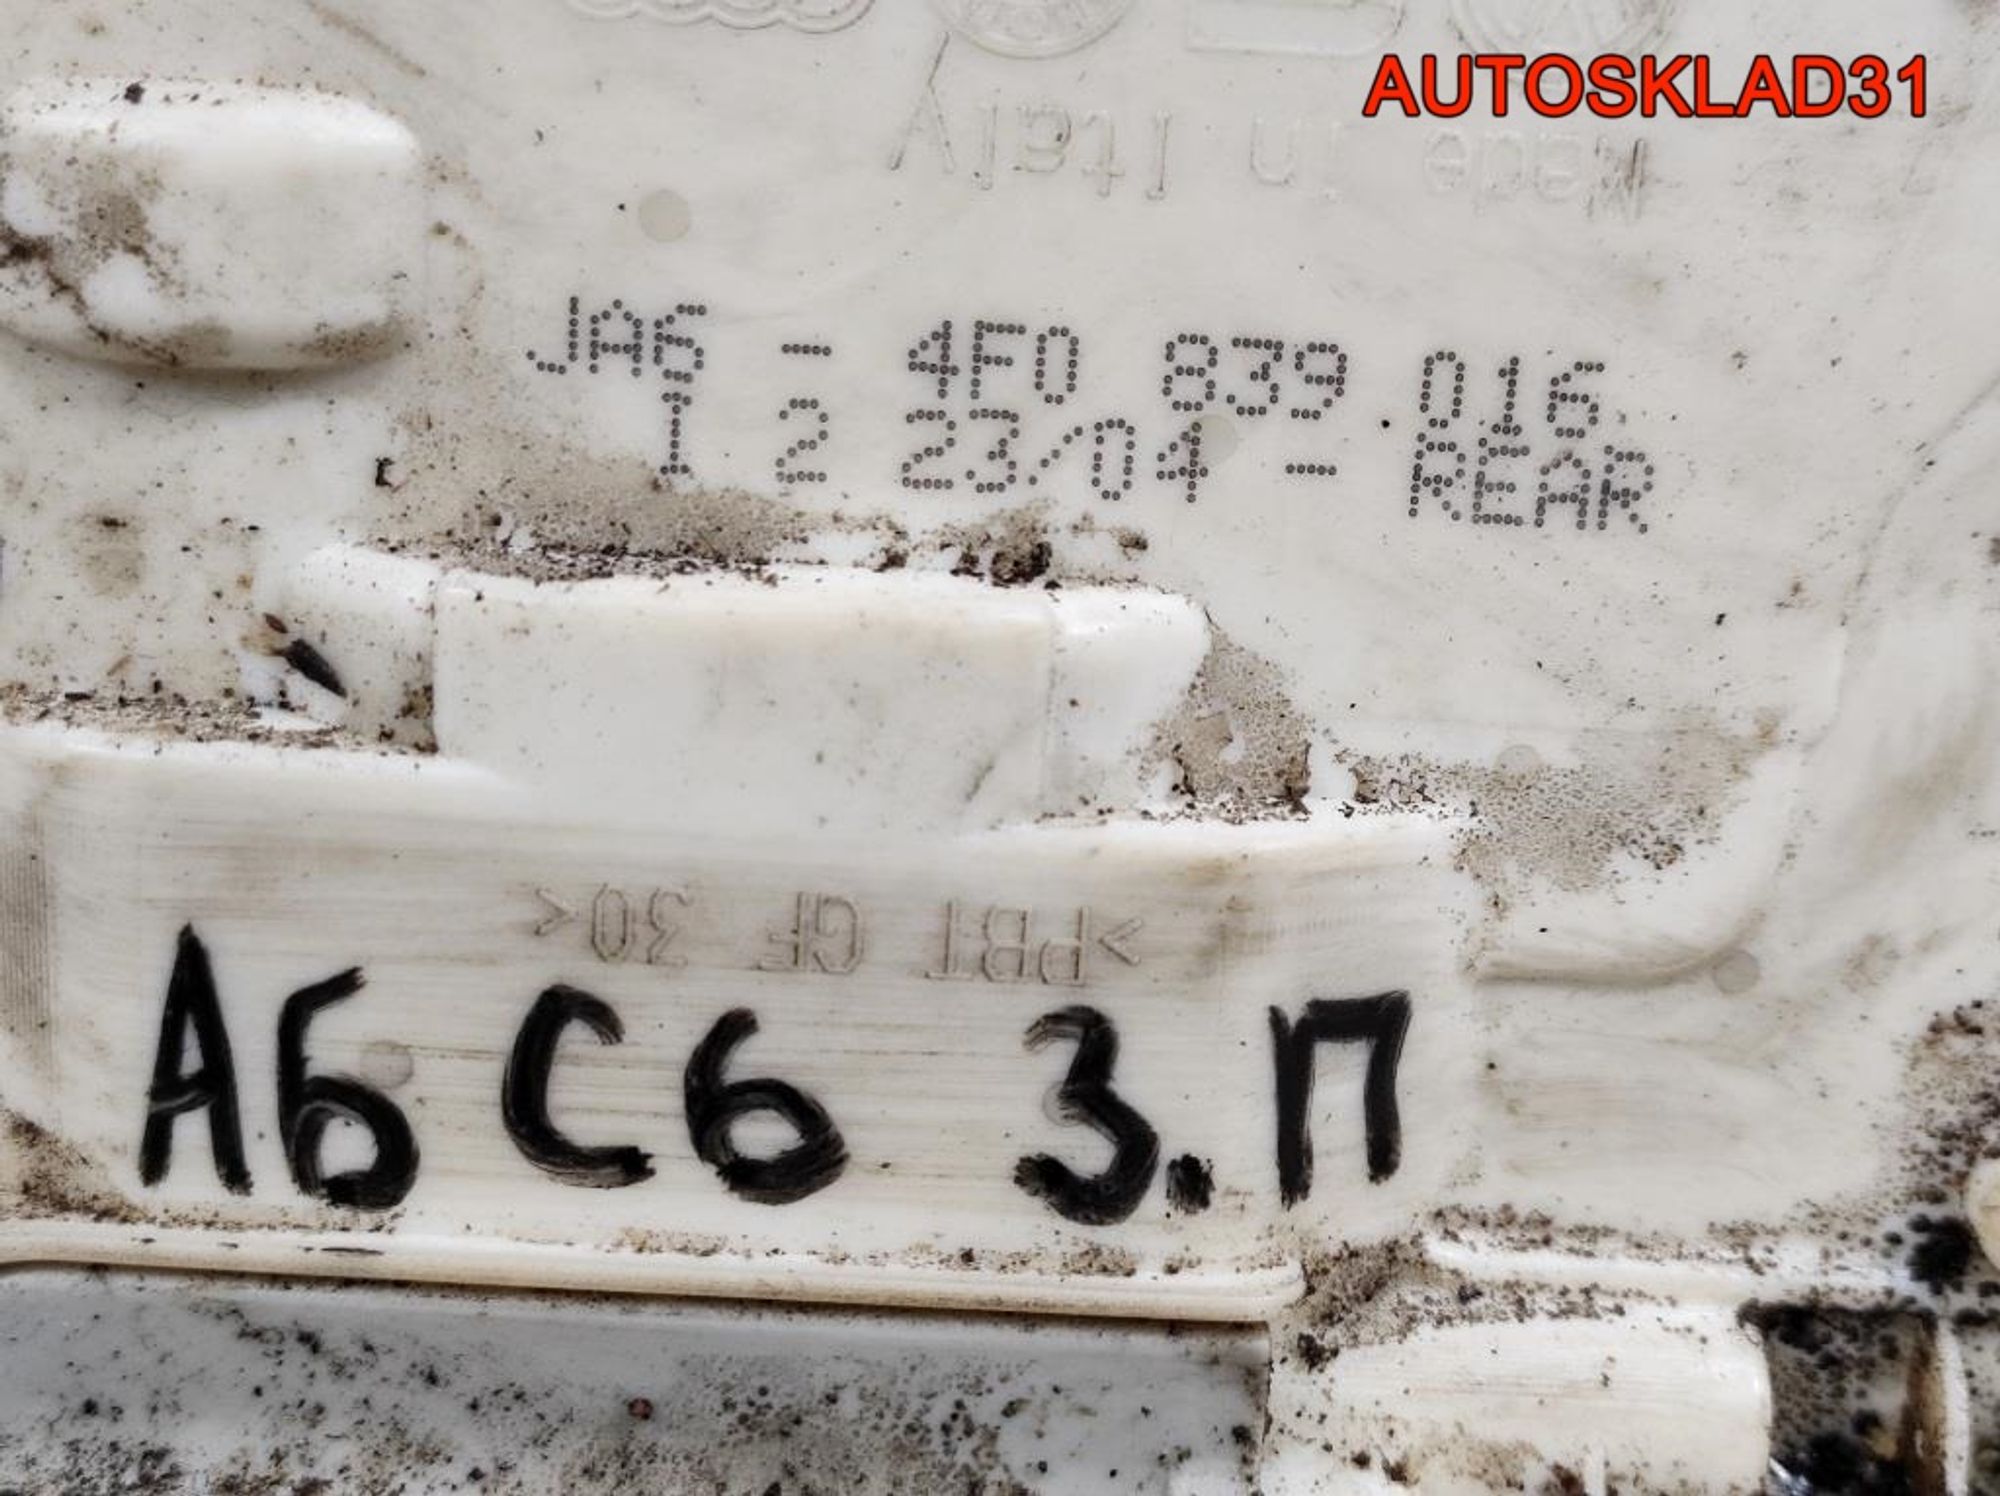 AUTOSKLAD31
Made in Italy
JA6 - 4F0 839 016
I 2 23/04 - REAR
>PBT GF 30<
А6 С6 З.П